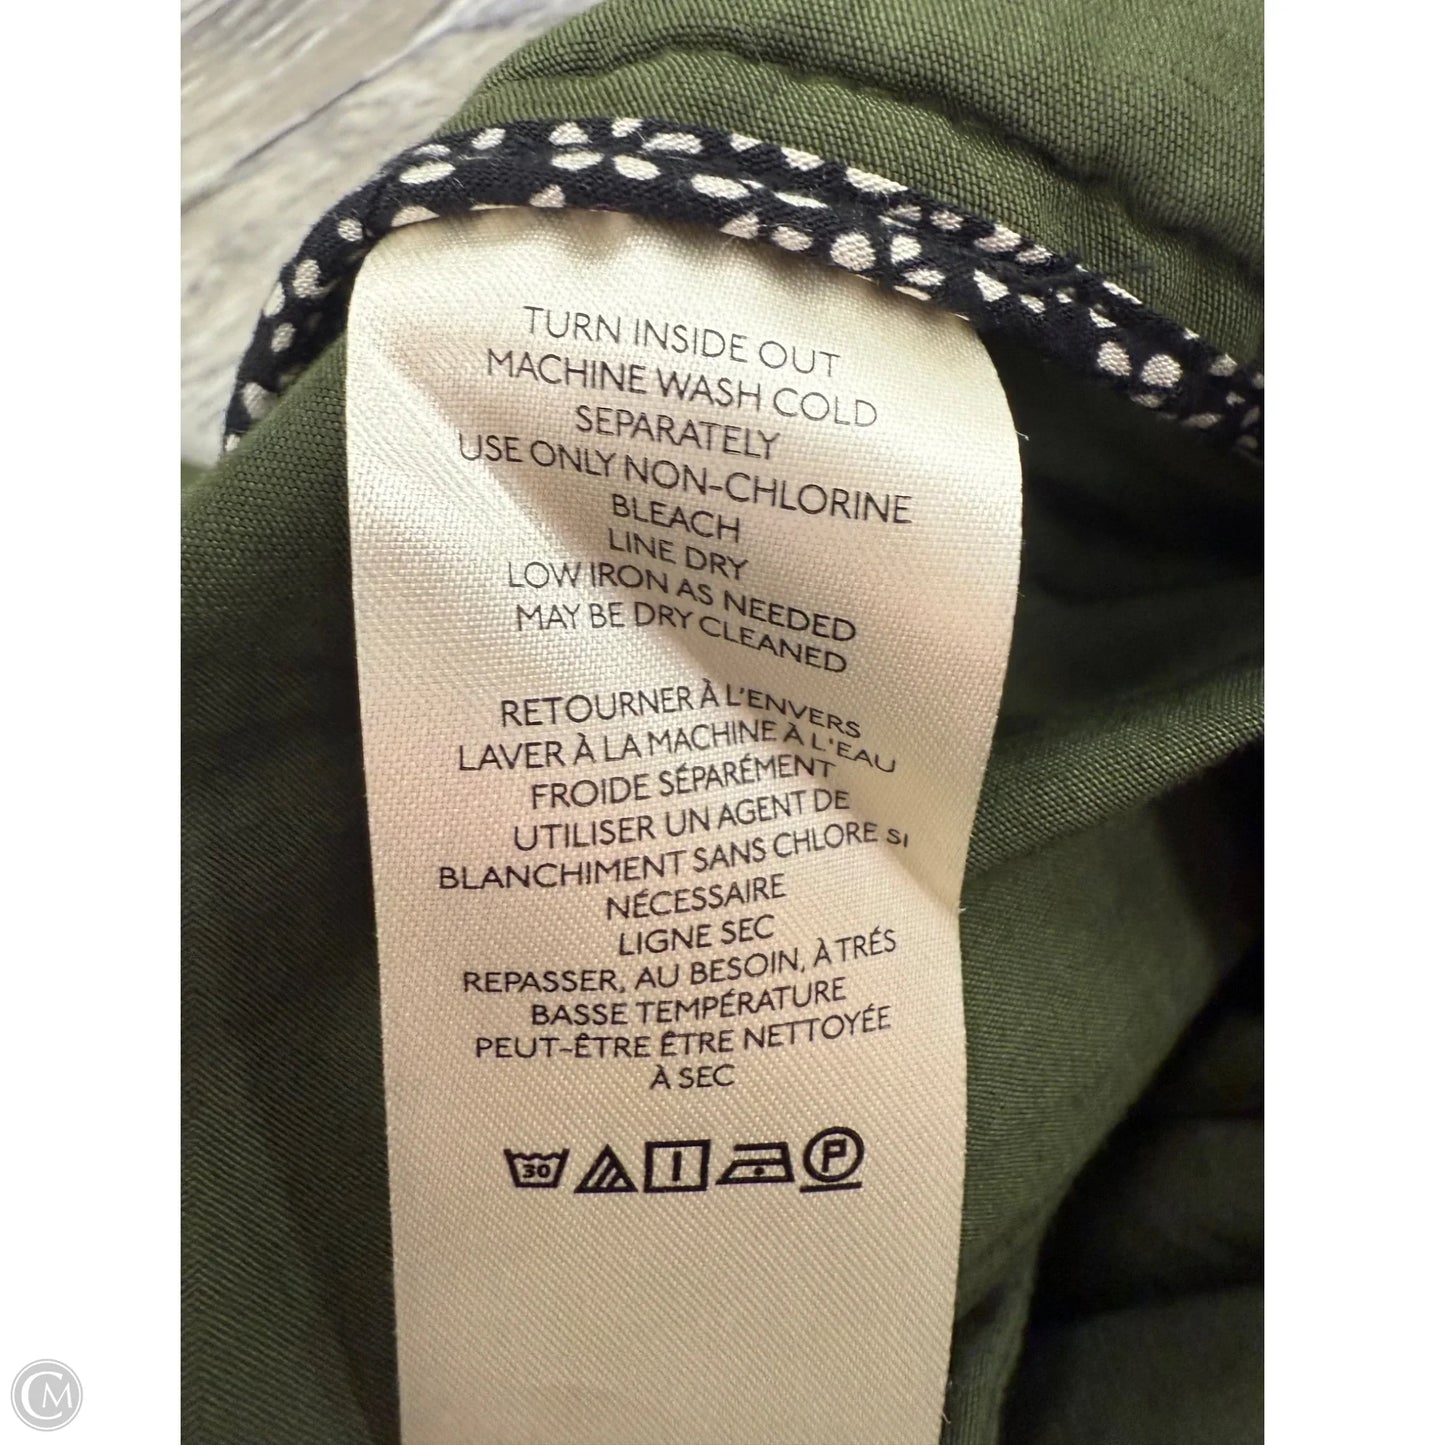 TURN INSIDE OUT
MACHINE WASH COLD
SEPARATELY
USE ONLY NON-CHLORINE
BLEACH
LINE DRY
LOW IRON AS NEEDED
MAY BE DRY CLEANED
RETOURNER À L'ENVERS
LAVER À LA MACHINE À L'EAU
FROIDE SÉPARÉMENT
UTILISER UN AGENT DE
BLANCHIMENT SANS CHLORE SI
NÉCESSAIRE
LIGNE SEC
REPASSER, AU BESOIN, À TRÉS
BASSE TEMPÉRATURE
PEUT-ÊTRE ÊTRE NETTOYÉE
À SEC
30 P
CM